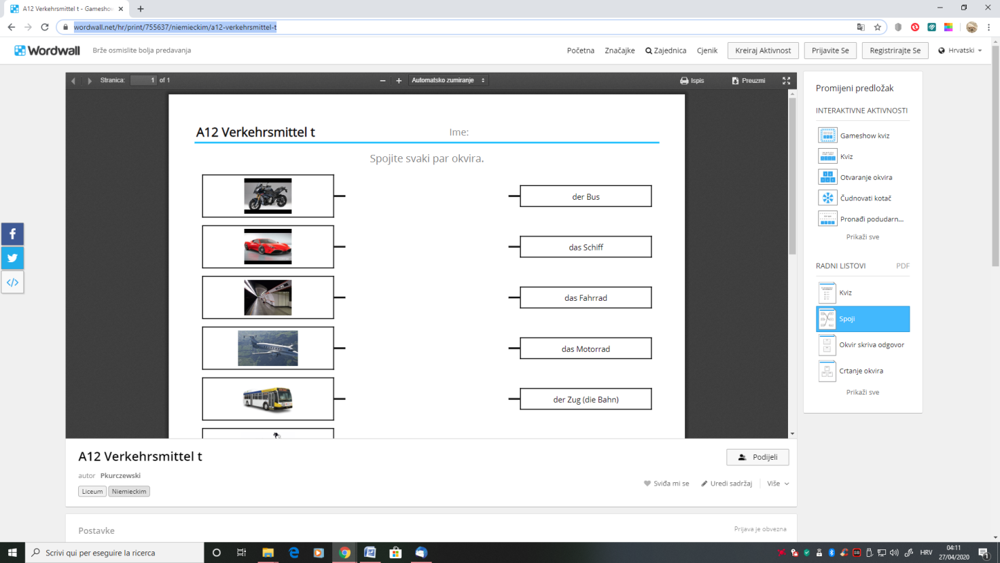 A12 Verkehrsmittel t - Gameshow
wordwall.net/hr/print/755637/niemieckim/a12-verkehrsmittel-t
Wordwall
Brže osmislite bolja predavanja
Početna
Značajke
Zajednica
Cjenik
Kreiraj Aktivnost
Prijavite Se
Registrirajte Se
Hrvatski
Stranica: 1 of 1
Automatsko zumiranje
Ispis
Preuzmi
A12 Verkehrsmittel t
Ime:
Spojite svaki par okvira.
der Bus
das Schiff
das Fahrrad
das Motorrad
der Zug (die Bahn)
Promijeni predložak
INTERAKTIVNE AKTIVNOSTI
Gameshow kviz
Kviz
Otvaranje okvira
Čudnovati kotač
Pronađi podudarn...
Prikaži sve
RADNI LISTOVI PDF
Kviz
Spoji
Okvir skriva odgovor
Crtanje okvira
Prikaži sve
A12 Verkehrsmittel t
Podijeli
autor Pkurczewski
Liceum Niemieckim
Sviđa mi se
Uredi sadržaj
Više
Postavke
Prijava je obvezna
Scrivi qui per eseguire la ricerca
HRV
04:11
27/04/2020